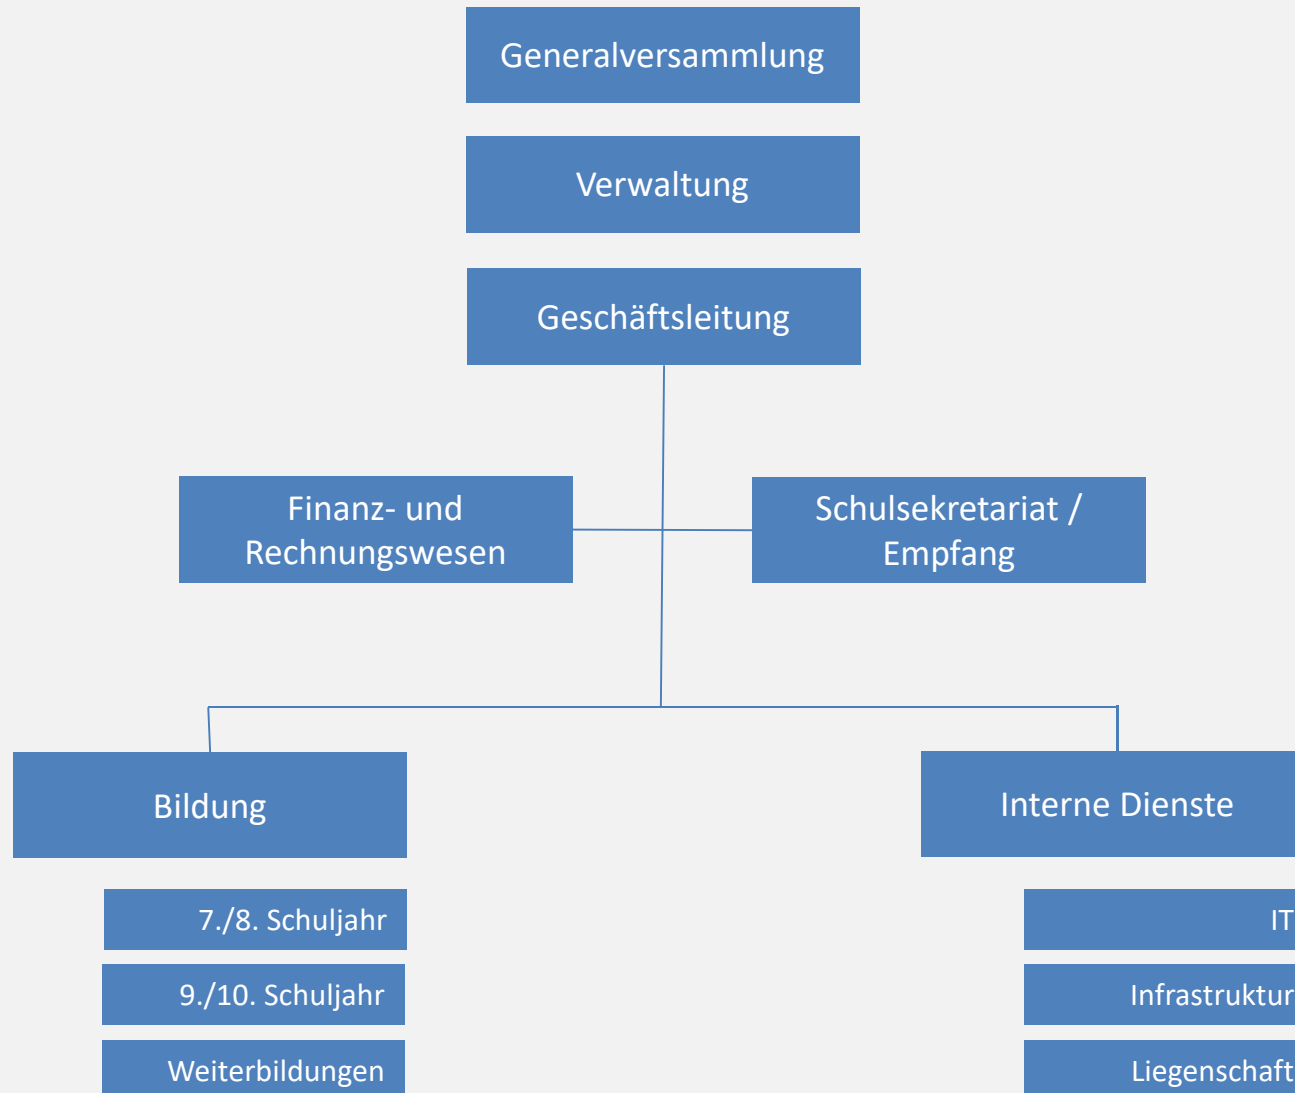 Generalversammlung
Verwaltung
Geschäftsleitung
Finanz- und
Rechnungswesen
Schulsekretariat /
Empfang
Bildung
Interne Dienste
7./8. Schuljahr
IT
9./10. Schuljahr
Infrastruktur
Weiterbildungen
Liegenschaft